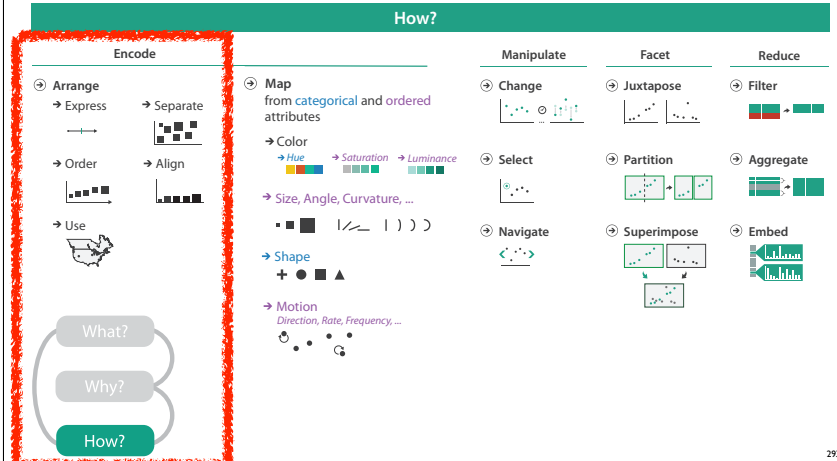 How?
Encode
Arrange
Express
Separate
Order
Align
Use
What?
Why?
How?
Map
from categorical and ordered
attributes
Color
Hue
Saturation
Luminance
Size, Angle, Curvature, ...
Shape
Motion
Direction, Rate, Frequency, ...
Manipulate
Change
...
Select
Navigate
Facet
Juxtapose
Partition
Superimpose
Reduce
Filter
Aggregate
Embed